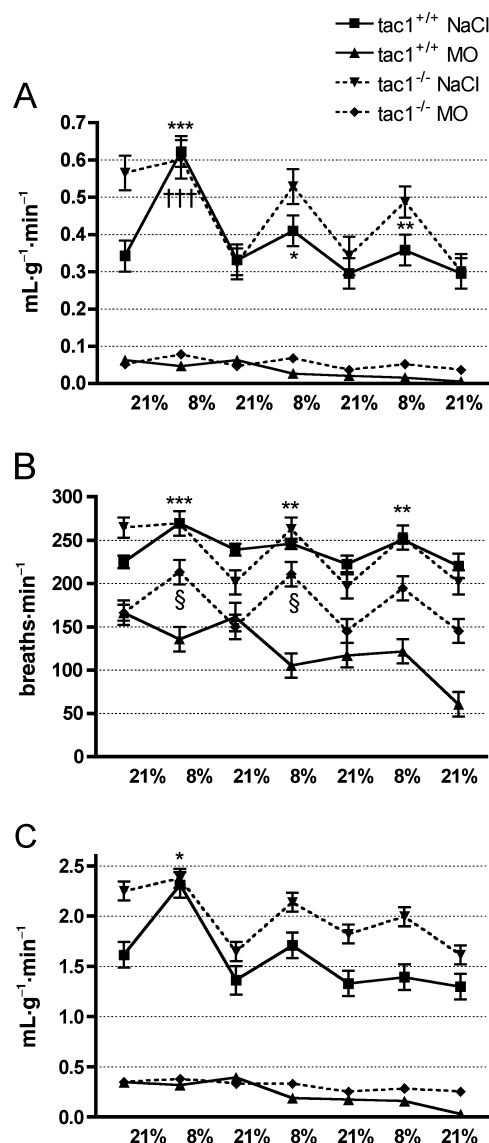 tac1+/+ NaCl
tac1+/+ MO
tac1-/- NaCl
tac1-/- MO
A
0.7
0.6
0.5
0.4
0.3
0.2
0.1
0.0
mL·g⁻¹·min⁻¹
***
†††
*
**
21% 8% 21% 8% 21% 8% 21%
B
300
250
200
150
100
50
0
breaths·min⁻¹
*** ** **
§ §
21% 8% 21% 8% 21% 8% 21%
C
2.5
2.0
1.5
1.0
0.5
0.0
mL·g⁻¹·min⁻¹
*
21% 8% 21% 8% 21% 8% 21%